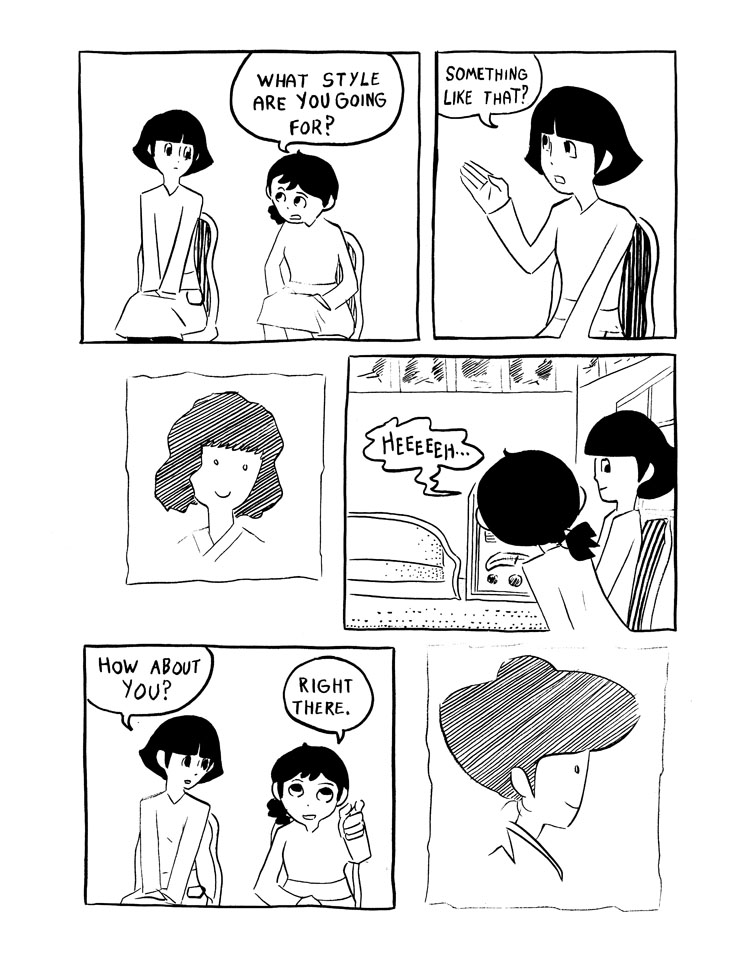 WHAT STYLE
ARE YOU GOING
FOR?
SOMETHING
LIKE THAT?
HEEEEEH...
HOW ABOUT
YOU?
RIGHT
THERE.